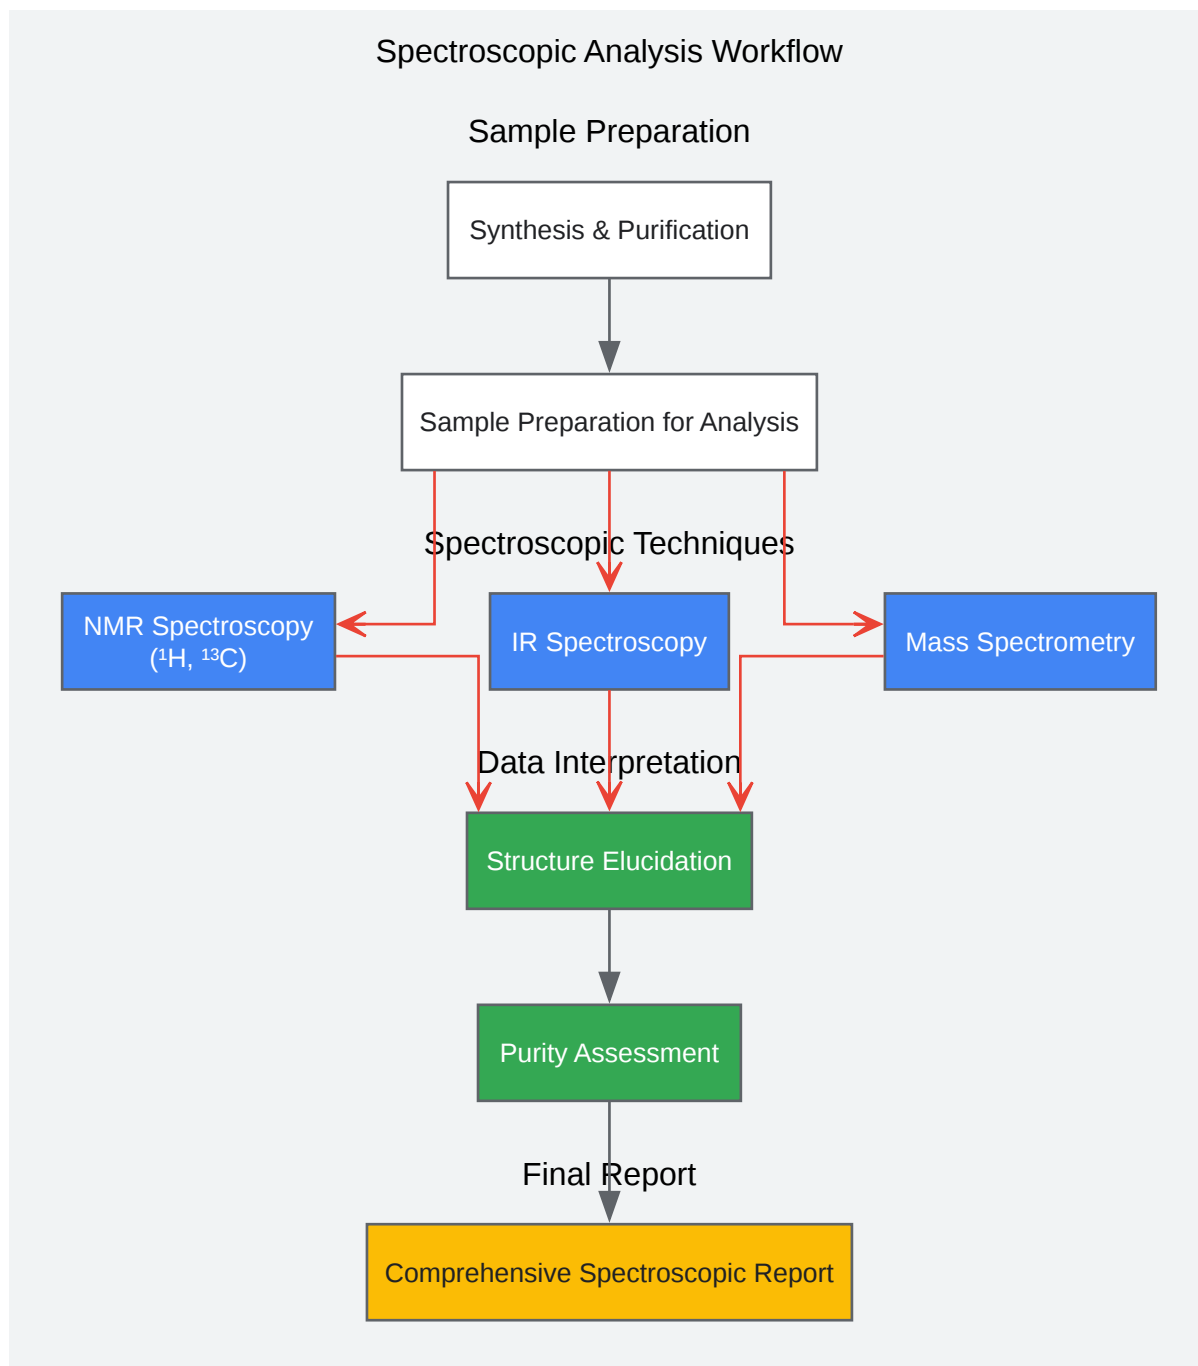 Spectroscopic Analysis Workflow
Sample Preparation
Synthesis & Purification
Sample Preparation for Analysis
Spectroscopic Techniques
NMR Spectroscopy
(¹H, ¹³C)
IR Spectroscopy
Mass Spectrometry
Data Interpretation
Structure Elucidation
Purity Assessment
Final Report
Comprehensive Spectroscopic Report